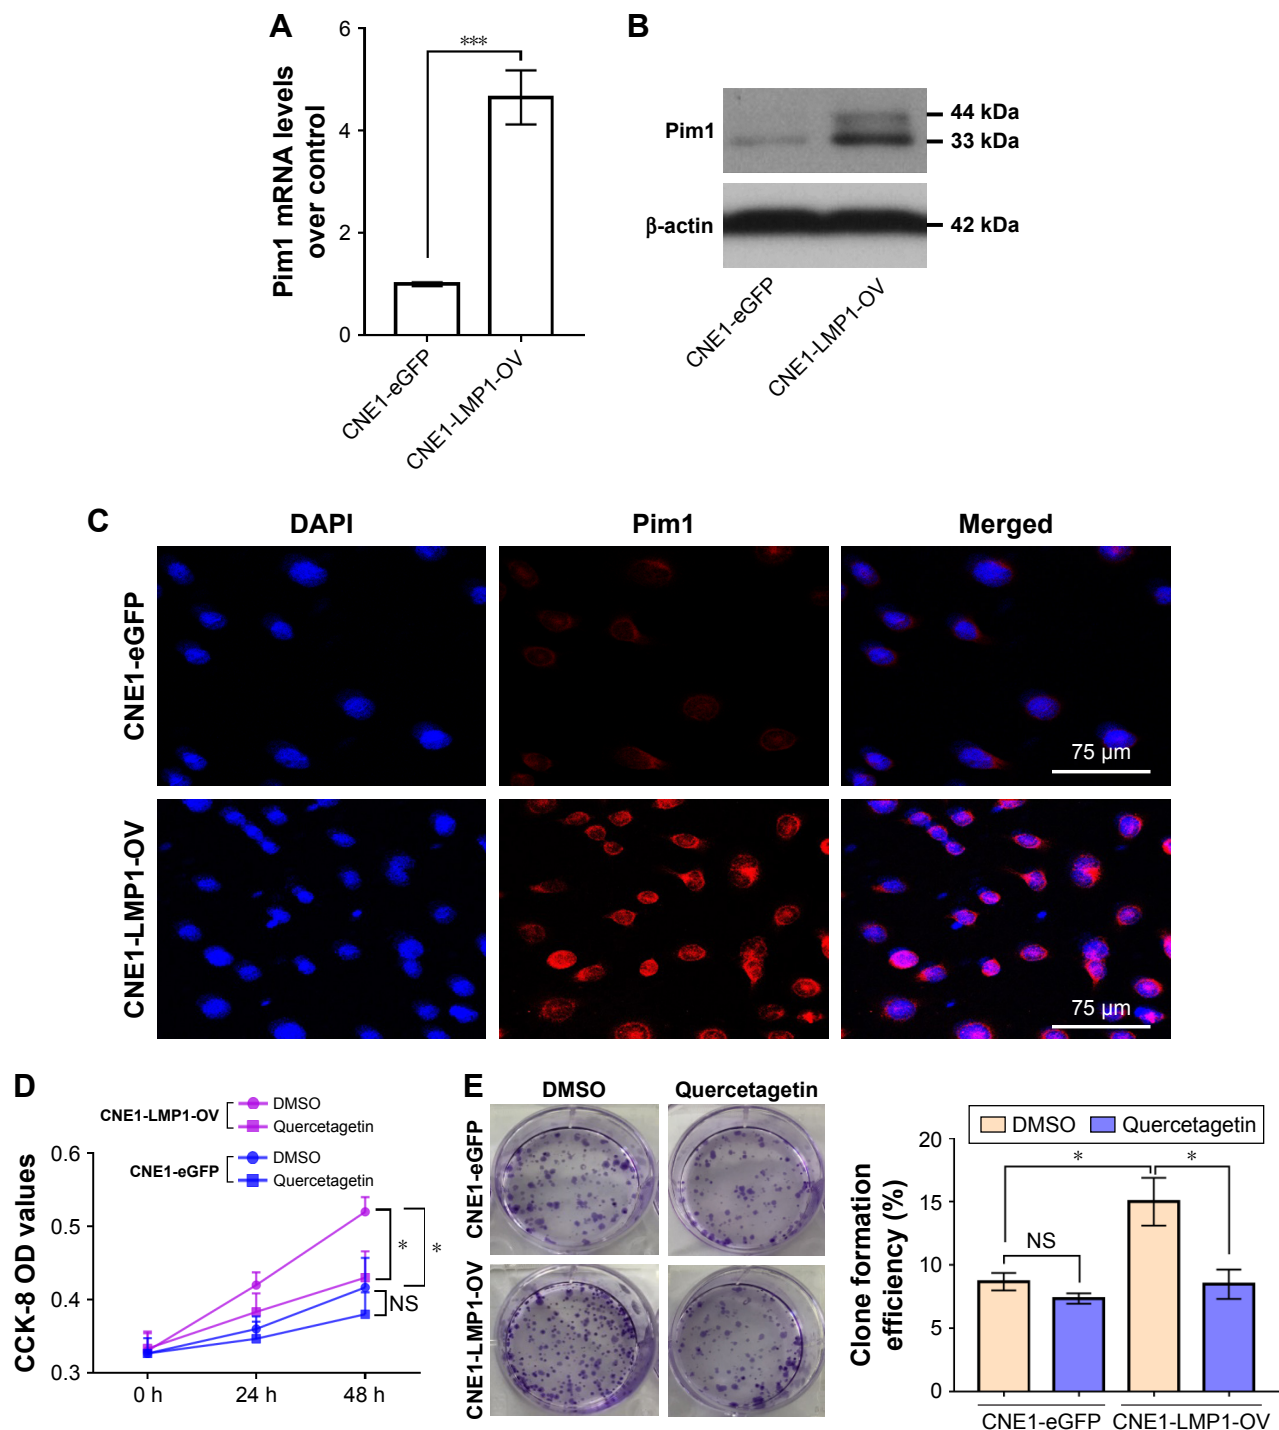 A
6
4
2
0
Pim1 mRNA levels
over control
***
CNE1-eGFP
CNE1-LMP1-OV
B
Pim1
44 kDa
33 kDa
β-actin
42 kDa
CNE1-eGFP
CNE1-LMP1-OV
C
DAPI
Pim1
Merged
CNE1-eGFP
75 µm
CNE1-LMP1-OV
75 µm
D
CNE1-LMP1-OV
DMSO
Quercetagetin
CNE1-eGFP
DMSO
Quercetagetin
CCK-8 OD values
0.6
0.5
0.4
0.3
*
*
NS
0 h
24 h
48 h
E
DMSO
Quercetagetin
CNE1-eGFP
CNE1-LMP1-OV
DMSO
Quercetagetin
Clone formation
efficiency (%)
20
15
10
5
0
*
*
NS
CNE1-eGFP
CNE1-LMP1-OV